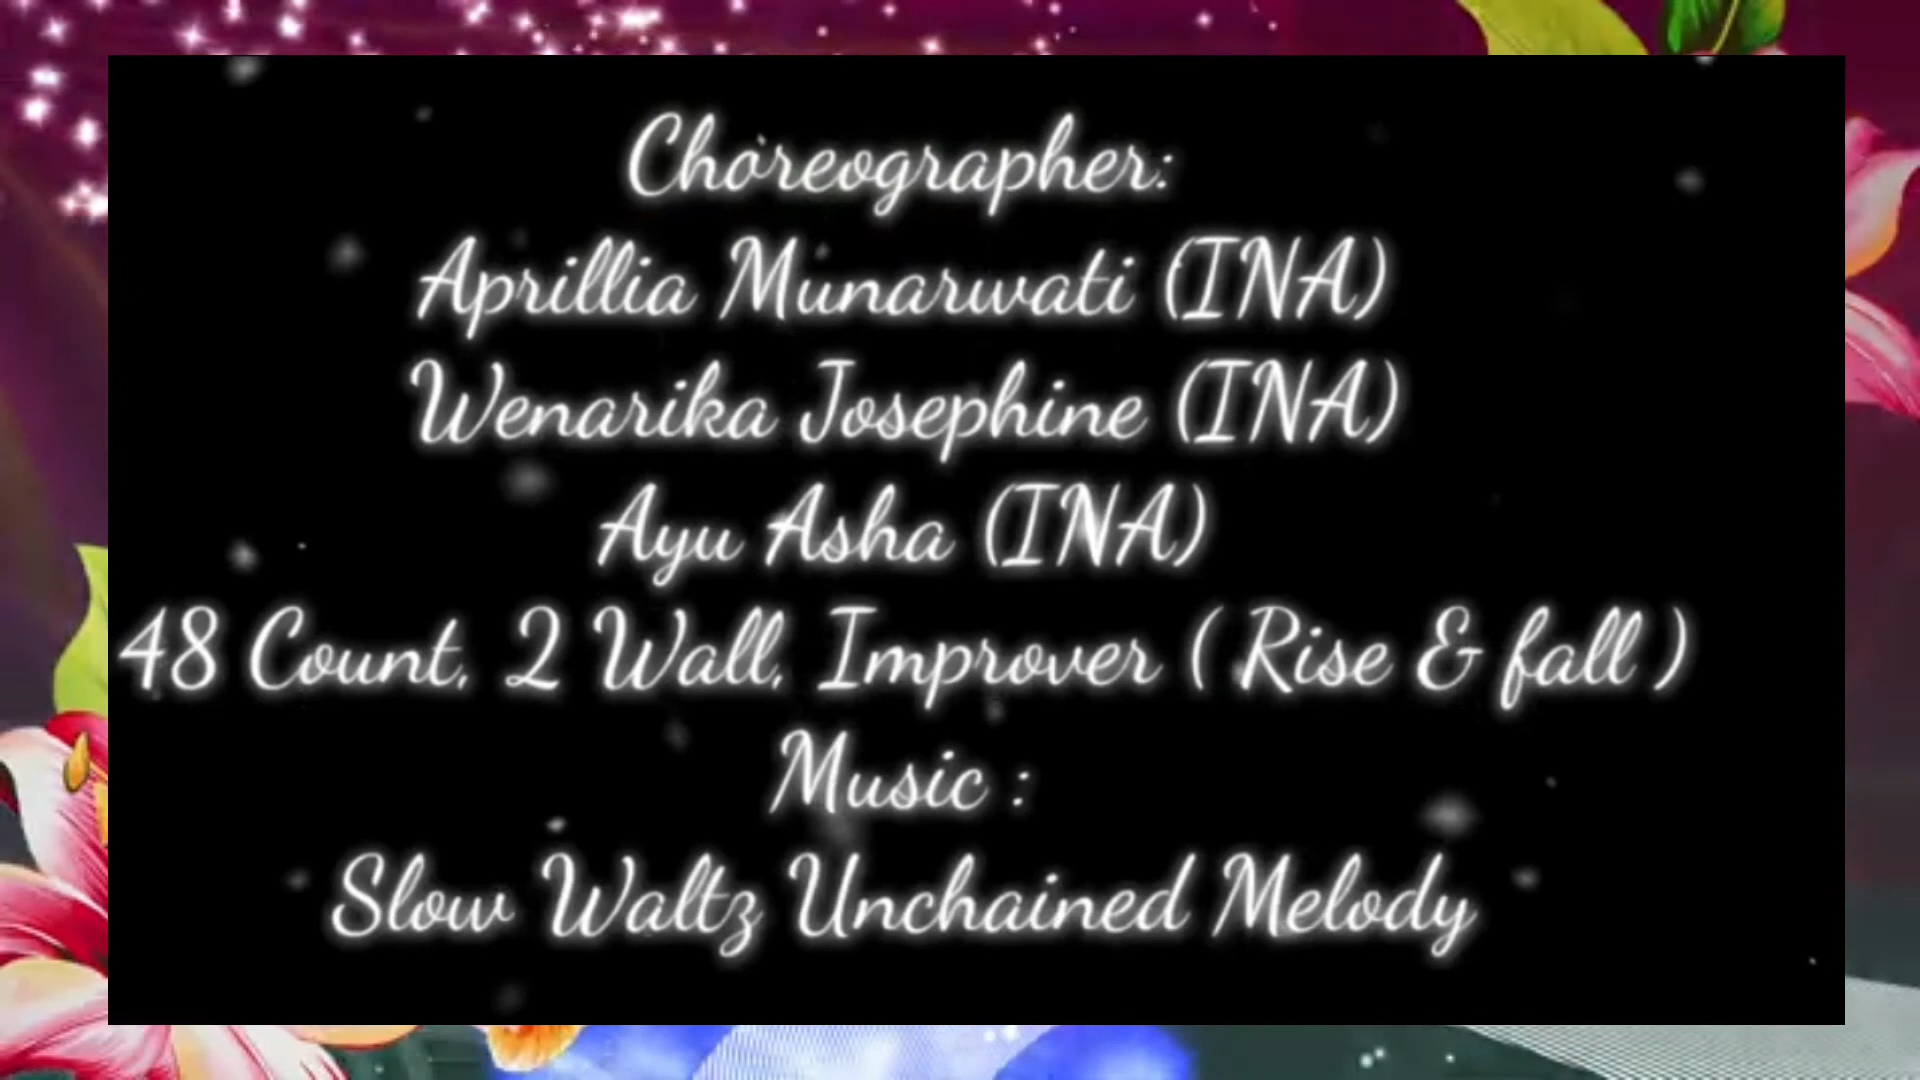 Choreographer:
Aprillia Munarwati (INA)
Wenarika Josephine (INA)
Ayu Asha (INA)
48 Count, 2 Wall, Improver ( Rise & fall )
Music :
Slow Waltz Unchained Melody